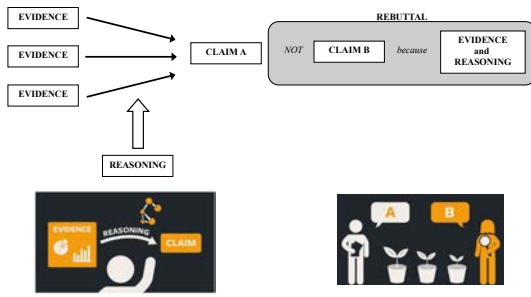 REBUTTAL
EVIDENCE
EVIDENCE
EVIDENCE
CLAIM A
NOT
CLAIM B
because
EVIDENCE
and
REASONING
REASONING
EVIDENCE
REASONING
CLAIM
A
B